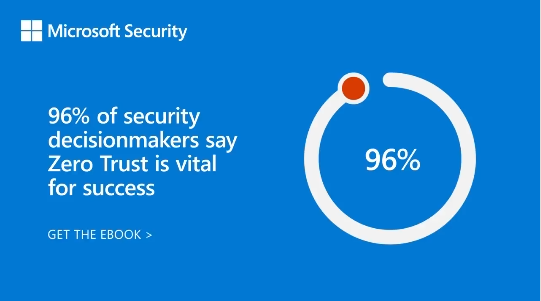 Microsoft Security
96% of security
decisionmakers say
Zero Trust is vital
for success
96%
GET THE EBOOK >